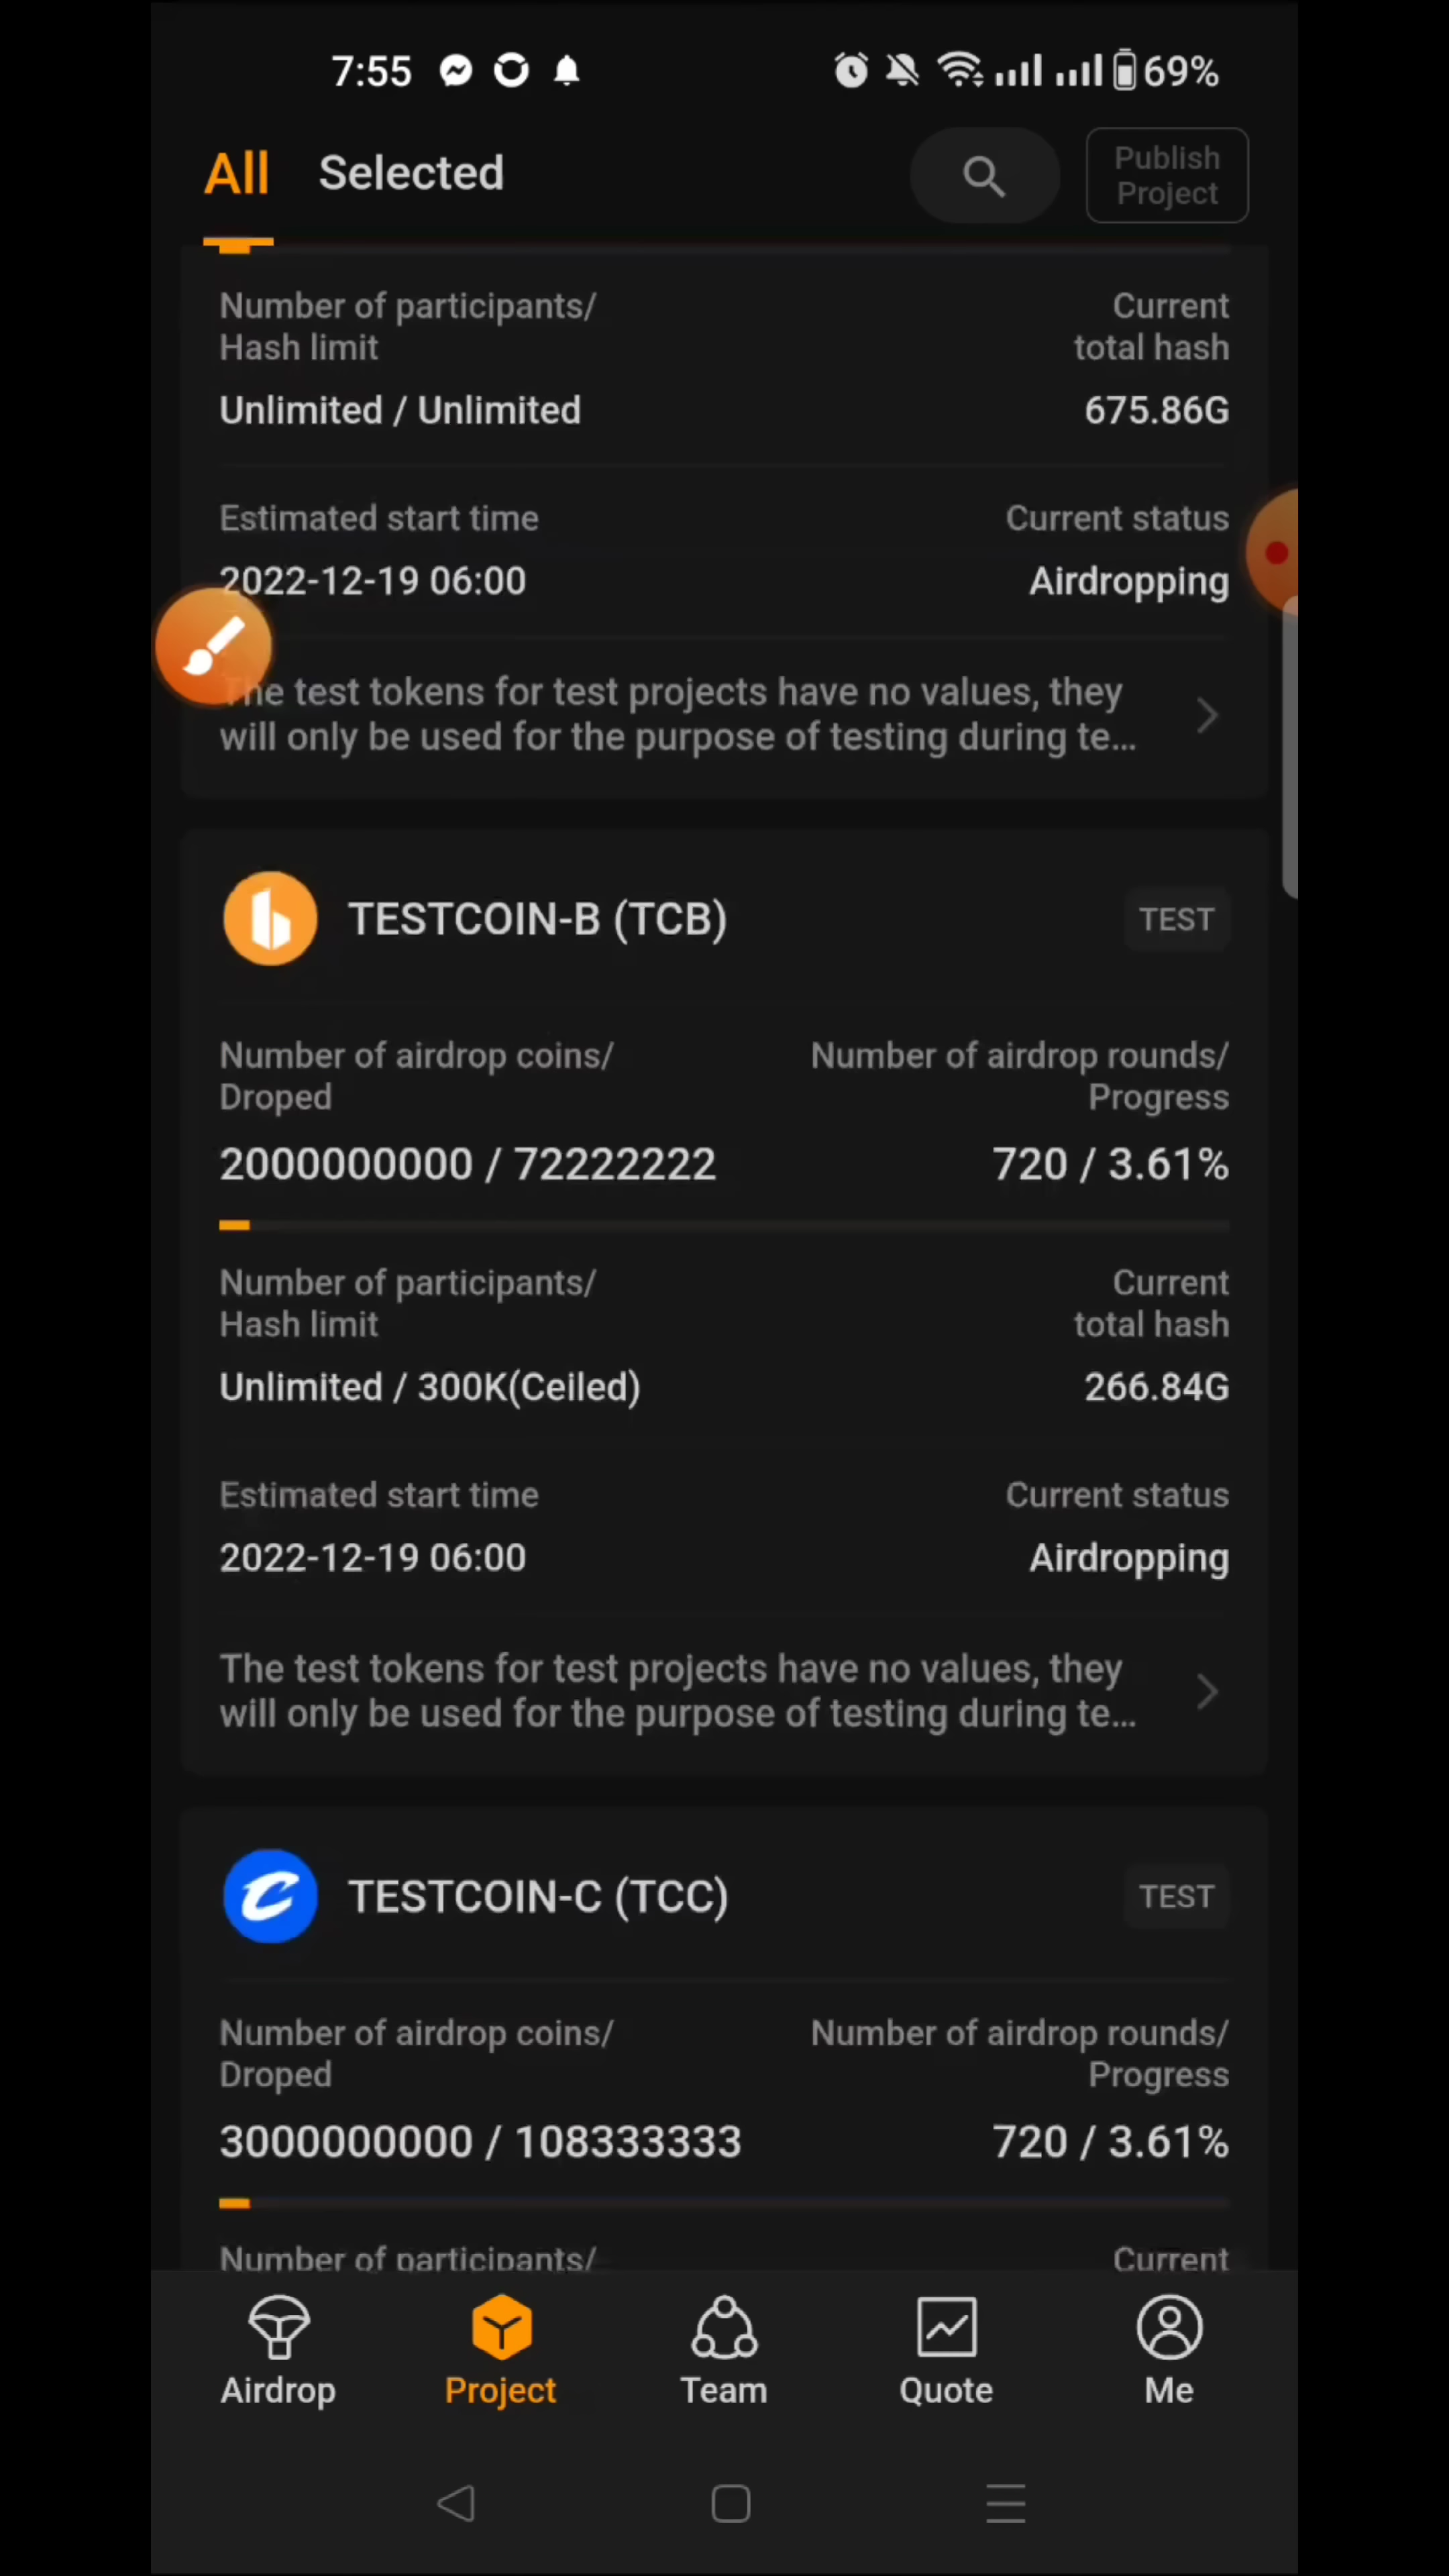 7:55 69%
All Selected Publish
Project
Number of participants/ Current
Hash limit total hash
Unlimited / Unlimited 675.86G
Estimated start time Current status
2022-12-19 06:00 Airdropping
The test tokens for test projects have no values, they
will only be used for the purpose of testing during te...
TESTCOIN-B (TCB) TEST
Number of airdrop coins/ Number of airdrop rounds/
Droped Progress
2000000000 / 72222222 720 / 3.61%
Number of participants/ Current
Hash limit total hash
Unlimited / 300K(Ceiled) 266.84G
Estimated start time Current status
2022-12-19 06:00 Airdropping
The test tokens for test projects have no values, they
will only be used for the purpose of testing during te...
TESTCOIN-C (TCC) TEST
Number of airdrop coins/ Number of airdrop rounds/
Droped Progress
3000000000 / 108333333 720 / 3.61%
Number of participants/ Current
Airdrop Project Team Quote Me